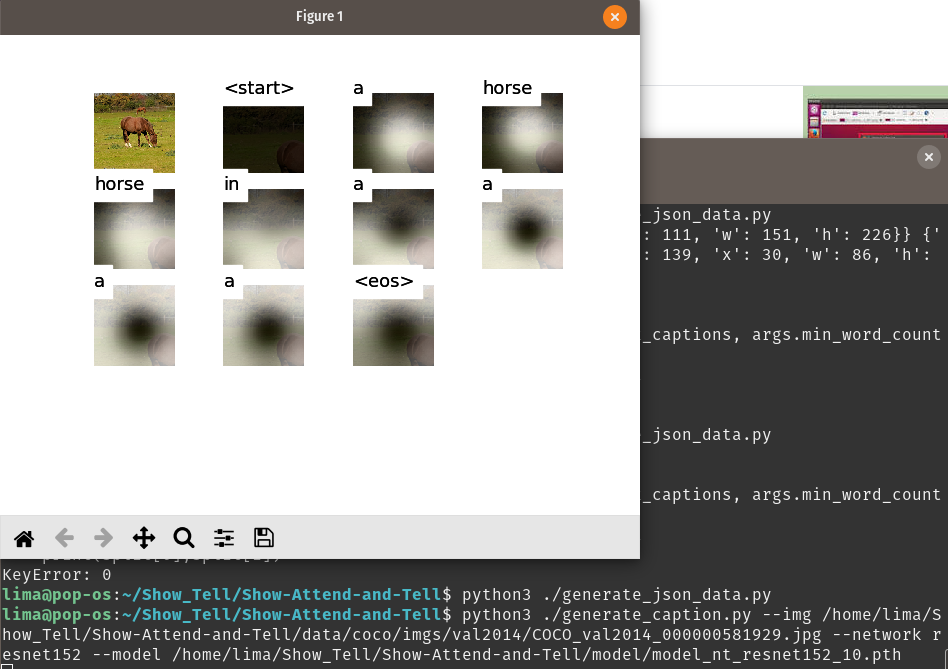 Figure 1
<start> a horse
horse in a a
a a <eos>
_json_data.py
: 111, 'w': 151, 'h': 226}} {'
: 139, 'x': 30, 'w': 86, 'h':
_captions, args.min_word_count
_json_data.py
_captions, args.min_word_count
KeyError: 0
lima@pop-os:~/Show_Tell/Show-Attend-and-Tell$ python3 ./generate_json_data.py
lima@pop-os:~/Show_Tell/Show-Attend-and-Tell$ python3 ./generate_caption.py --img /home/lima/S
how_Tell/Show-Attend-and-Tell/data/coco/imgs/val2014/COCO_val2014_000000581929.jpg --network r
esnet152 --model /home/lima/Show_Tell/Show-Attend-and-Tell/model/model_nt_resnet152_10.pth